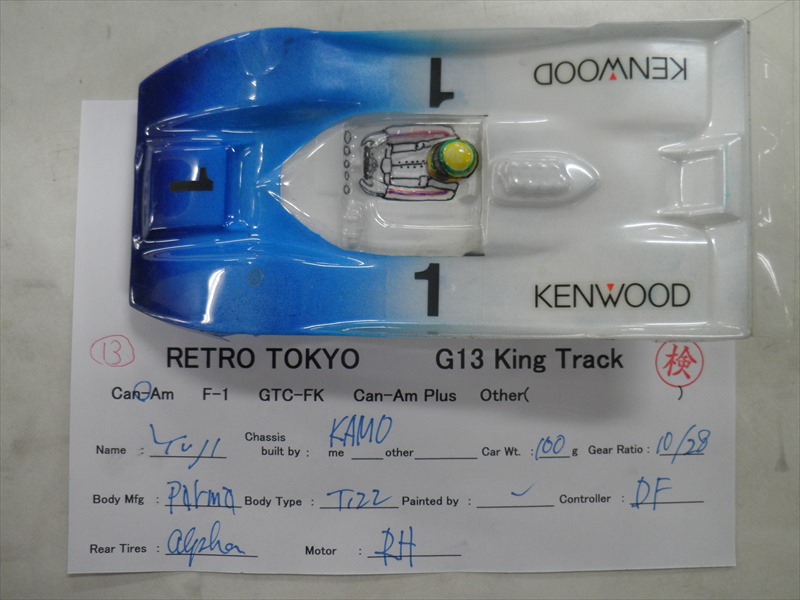 KENWOOD
1
1
1
KENWOOD
13 RETRO TOKYO G13 King Track 検
Can-Am F-1 GTC-FK Can-Am Plus Other( )
Name : Yuji Chassis built by : KAMO me other Car Wt. : 100 g Gear Ratio : 10/28
Body Mfg : Parma Body Type : Ti22 Painted by : Controller : DF
Rear Tires : alpha Motor : RH